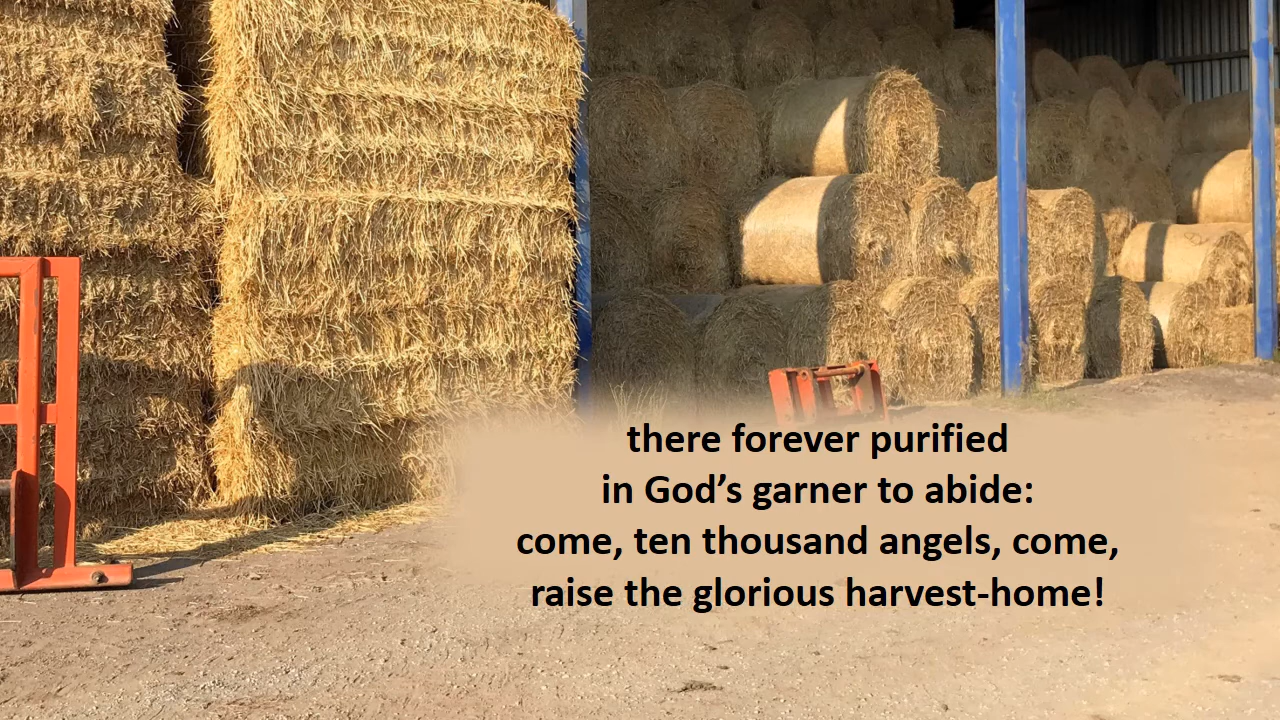 there forever purified
in God’s garner to abide:
come, ten thousand angels, come,
raise the glorious harvest-home!